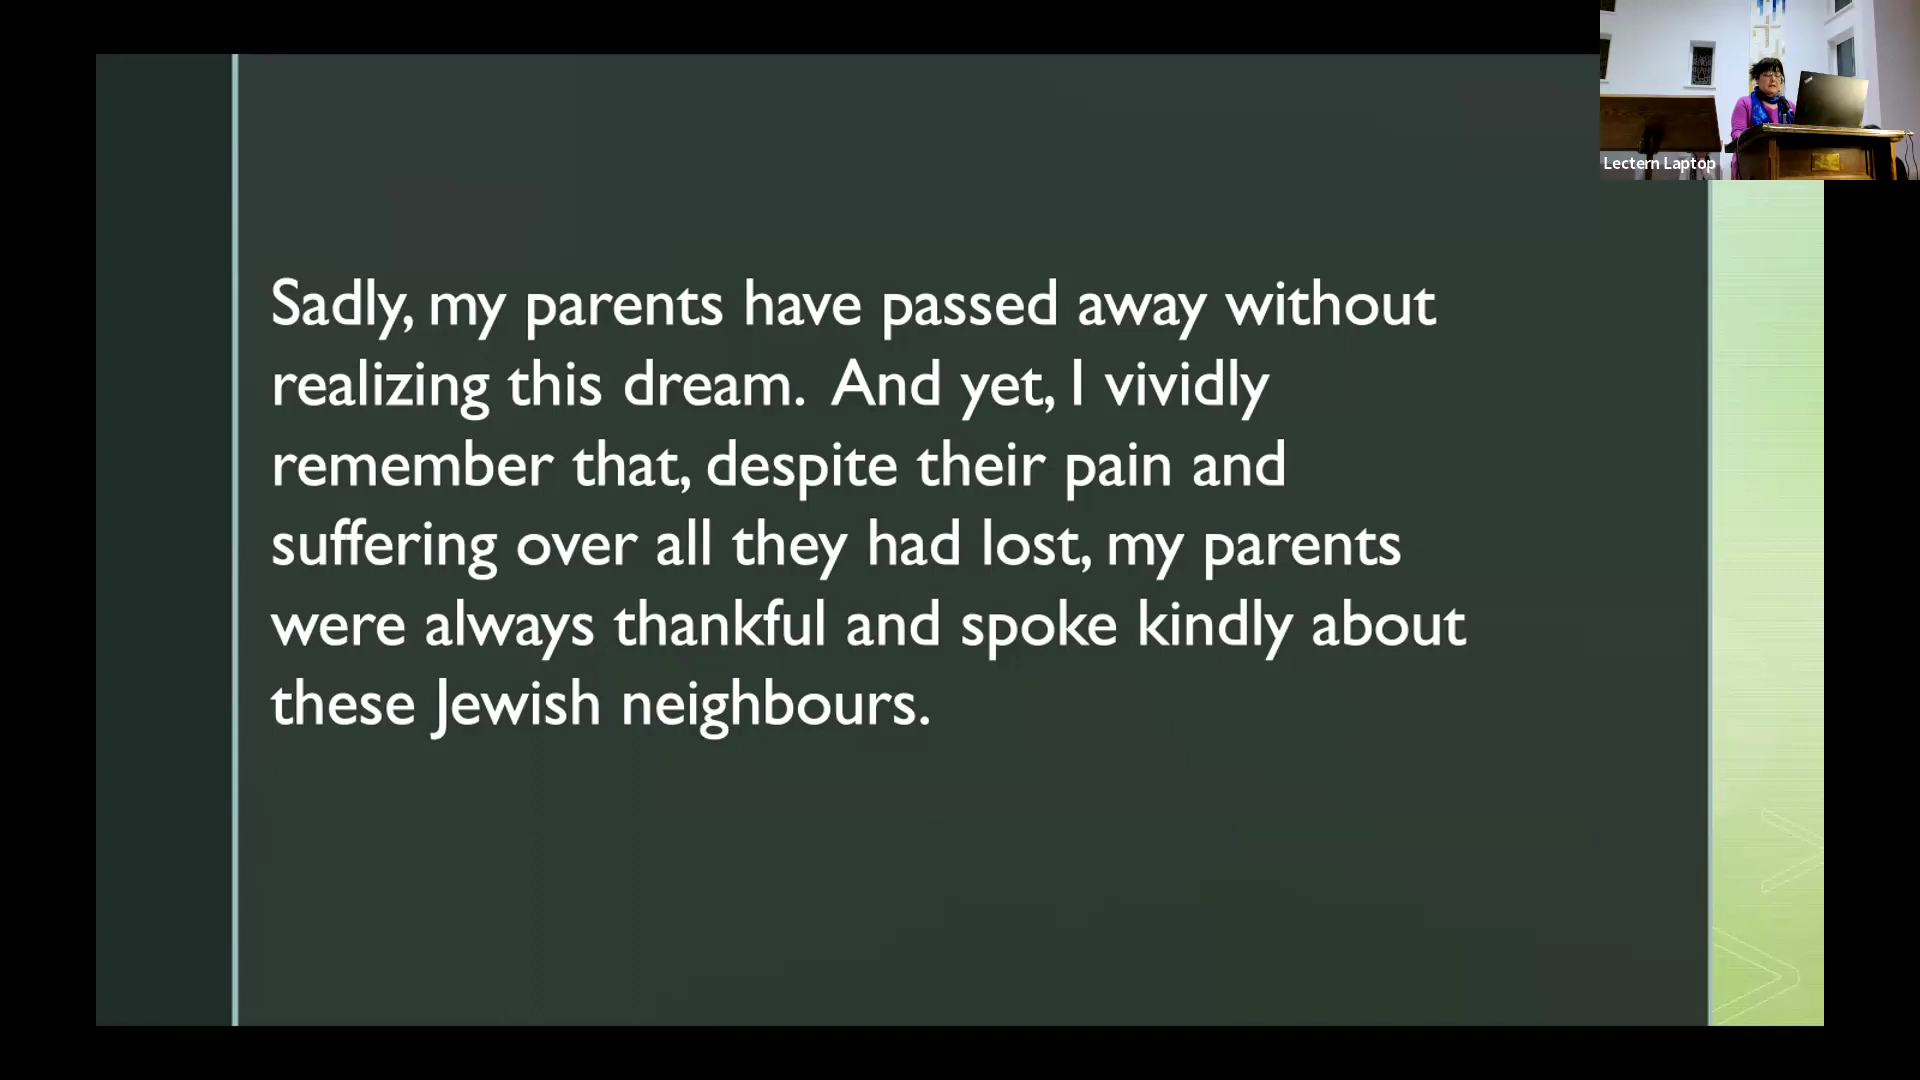 Sadly, my parents have passed away without
realizing this dream.  And yet, I vividly
remember that, despite their pain and
suffering over all they had lost, my parents
were always thankful and spoke kindly about
these Jewish neighbours.
Lectern Laptop